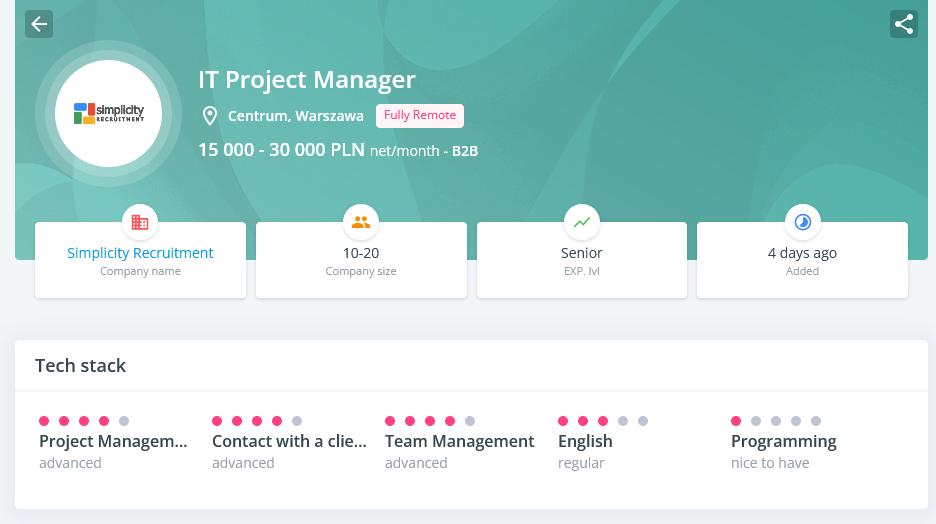 IT Project Manager
simplicity
RECRUITMENT
Centrum, Warszawa Fully Remote
15 000 - 30 000 PLN net/month - B2B
Simplicity Recruitment 10-20 Senior 4 days ago
Company name Company size EXP. lvl Added
Tech stack
Project Managem... Contact with a clie... Team Management English Programming
advanced advanced advanced regular nice to have